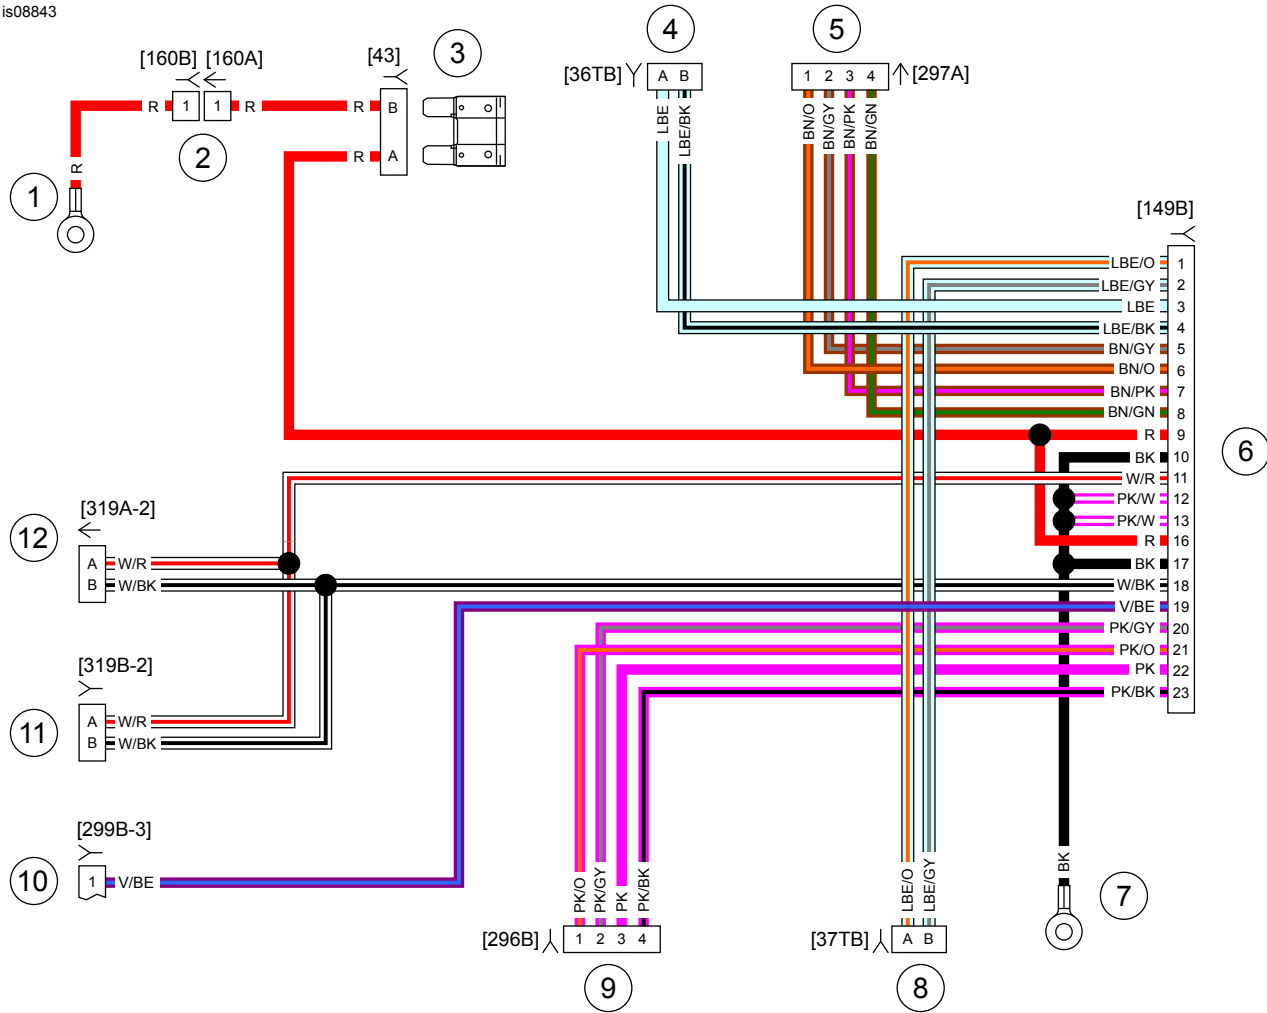 is08843
[160B] [160A]
[43]
3
4
5
[36TB] A B
1 2 3 4 [297A]
R 1 1 R
R B
R A
2
R
1
LBE
LBE/BK
BN/O
BN/GY
BN/PK
BN/GN
[149B]
LBE/O 1
LBE/GY 2
LBE 3
LBE/BK 4
BN/GY 5
BN/O 6
BN/PK 7
BN/GN 8
R 9
BK 10
W/R 11
PK/W 12
PK/W 13
R 16
BK 17
W/BK 18
V/BE 19
PK/GY 20
PK/O 21
PK 22
PK/BK 23
6
[319A-2]
12
A W/R
B W/BK
[319B-2]
11
A W/R
B W/BK
[299B-3]
10
1 V/BE
PK/O
PK/GY
PK
PK/BK
[296B] 1 2 3 4
9
LBE/O
LBE/GY
[37TB] A B
8
BK
7